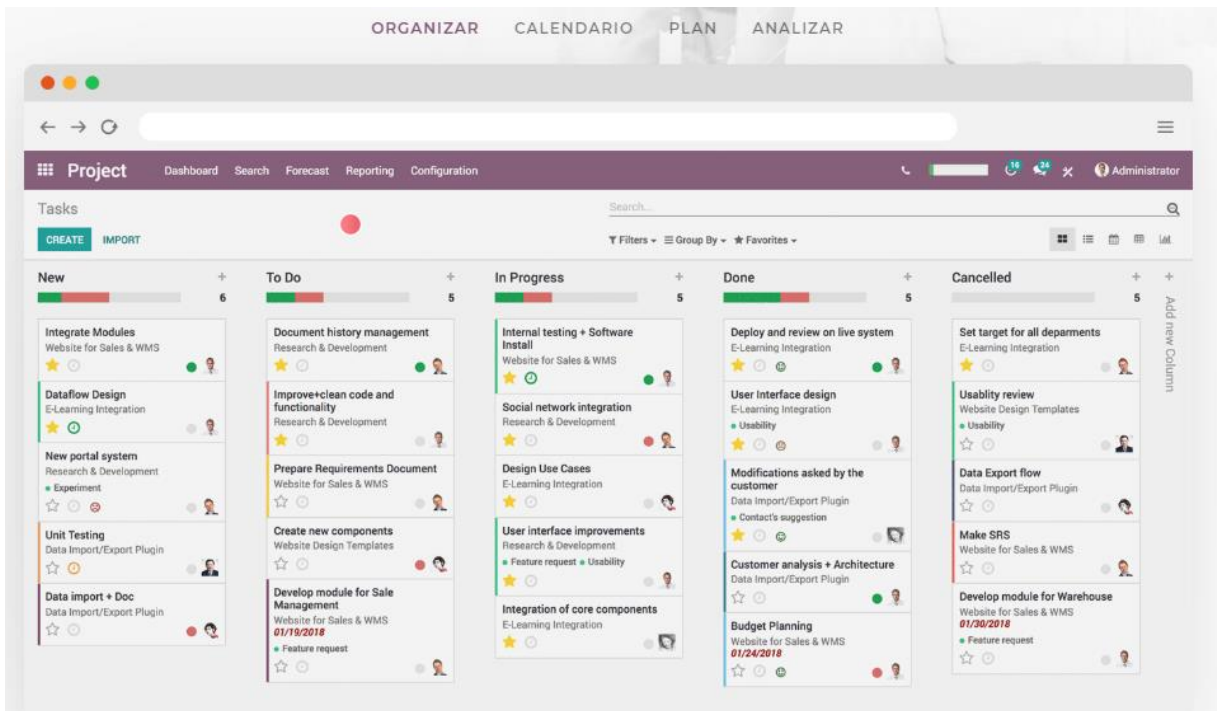 ORGANIZAR CALENDARIO PLAN ANALIZAR
Project Dashboard Search Forecast Reporting Configuration 16 24 Administrator
Tasks Search...
CREATE IMPORT Filters Group By Favorites
New
6
Integrate Modules
Website for Sales & WMS
Dataflow Design
E-Learning Integration
New portal system
Research & Development
Experiment
Unit Testing
Data Import/Export Plugin
Data import + Doc
Data Import/Export Plugin
To Do
5
Document history management
Research & Development
Improve+clean code and
functionality
Research & Development
Prepare Requirements Document
Website for Sales & WMS
Create new components
Website Design Templates
Develop module for Sale
Management
Website for Sales & WMS
01/19/2018
Feature request
In Progress
5
Internal testing + Software
Install
Website for Sales & WMS
Social network integration
Research & Development
Design Use Cases
E-Learning Integration
User interface improvements
Research & Development
Feature request Usability
Integration of core components
E-Learning Integration
Done
5
Deploy and review on live system
E-Learning Integration
User Interface design
E-Learning Integration
Usability
Modifications asked by the
customer
Data Import/Export Plugin
Contact's suggestion
Customer analysis + Architecture
Data Import/Export Plugin
Budget Planning
Website for Sales & WMS
01/24/2018
Cancelled
5
Set target for all deparments
E-Learning Integration
Usablity review
Website Design Templates
Usability
Data Export flow
Data Import/Export Plugin
Make SRS
Website for Sales & WMS
Develop module for Warehouse
Website for Sales & WMS
01/30/2018
Feature request
Add new Column